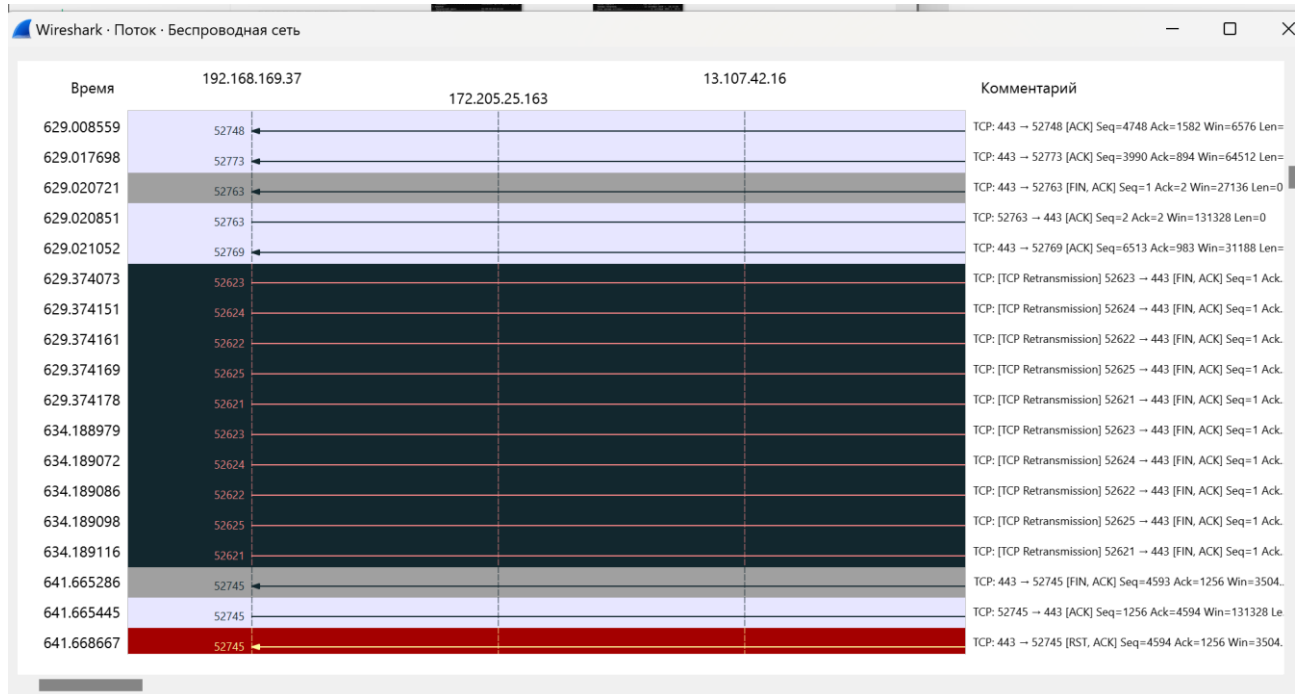 Wireshark · Поток · Беспроводная сеть
Время 192.168.169.37 172.205.25.163 13.107.42.16 Комментарий
629.008559 52748 TCP: 443 → 52748 [ACK] Seq=4748 Ack=1582 Win=6576 Len=
629.017698 52773 TCP: 443 → 52773 [ACK] Seq=3990 Ack=894 Win=64512 Len=
629.020721 52763 TCP: 443 → 52763 [FIN, ACK] Seq=1 Ack=2 Win=27136 Len=0
629.020851 52763 TCP: 52763 → 443 [ACK] Seq=2 Ack=2 Win=131328 Len=0
629.021052 52769 TCP: 443 → 52769 [ACK] Seq=6513 Ack=983 Win=31188 Len=
629.374073 52623 TCP: [TCP Retransmission] 52623 → 443 [FIN, ACK] Seq=1 Ack.
629.374151 52624 TCP: [TCP Retransmission] 52624 → 443 [FIN, ACK] Seq=1 Ack.
629.374161 52622 TCP: [TCP Retransmission] 52622 → 443 [FIN, ACK] Seq=1 Ack.
629.374169 52625 TCP: [TCP Retransmission] 52625 → 443 [FIN, ACK] Seq=1 Ack.
629.374178 52621 TCP: [TCP Retransmission] 52621 → 443 [FIN, ACK] Seq=1 Ack.
634.188979 52623 TCP: [TCP Retransmission] 52623 → 443 [FIN, ACK] Seq=1 Ack.
634.189072 52624 TCP: [TCP Retransmission] 52624 → 443 [FIN, ACK] Seq=1 Ack.
634.189086 52622 TCP: [TCP Retransmission] 52622 → 443 [FIN, ACK] Seq=1 Ack.
634.189098 52625 TCP: [TCP Retransmission] 52625 → 443 [FIN, ACK] Seq=1 Ack.
634.189116 52621 TCP: [TCP Retransmission] 52621 → 443 [FIN, ACK] Seq=1 Ack.
641.665286 52745 TCP: 443 → 52745 [FIN, ACK] Seq=4593 Ack=1256 Win=3504..
641.665445 52745 TCP: 52745 → 443 [ACK] Seq=1256 Ack=4594 Win=131328 Le.
641.668667 52745 TCP: 443 → 52745 [RST, ACK] Seq=4594 Ack=1256 Win=3504.